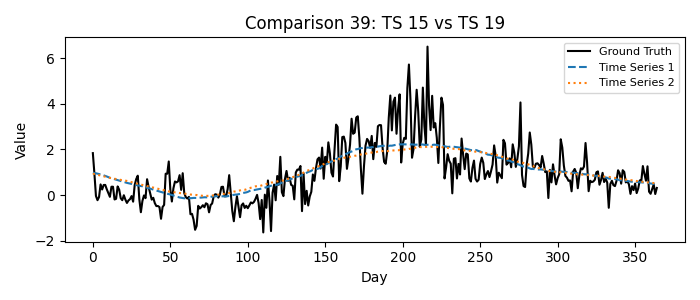 Comparison 39: TS 15 vs TS 19
Ground Truth
Time Series 1
Time Series 2
Value
6
4
2
0
−2
0
50
100
150
200
250
300
350
Day